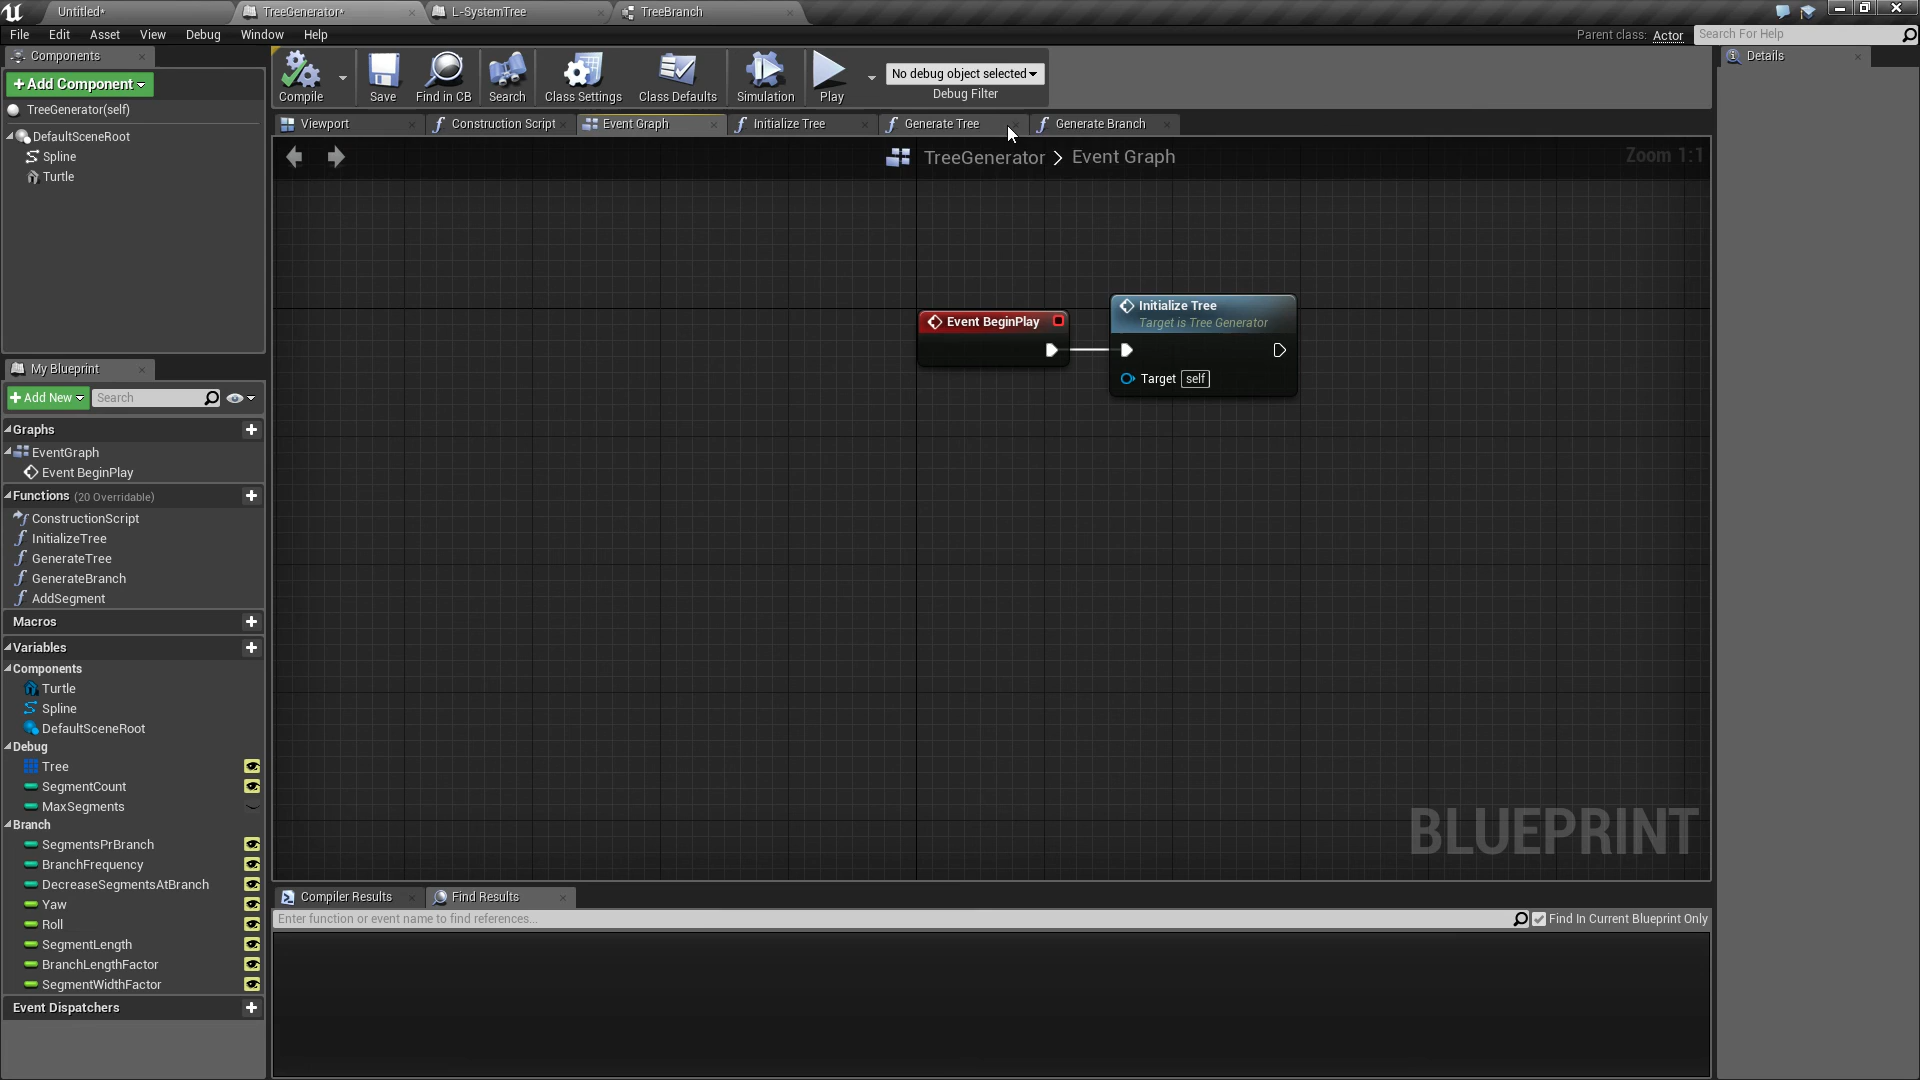 Untitled*
TreeGenerator*
L-SystemTree
TreeBranch
File Edit Asset View Debug Window Help
Parent class: Actor
Search For Help
Components
Details
Add Component
TreeGenerator(self)
DefaultSceneRoot
Spline
Turtle
Compile
Save
Find in CB
Search
Class Settings
Class Defaults
Simulation
Play
No debug object selected
Debug Filter
Viewport
Construction Script
Event Graph
Initialize Tree
Generate Tree
Generate Branch
TreeGenerator > Event Graph
Zoom 1:1
Event BeginPlay
Initialize Tree
Target is Tree Generator
Target self
BLUEPRINT
My Blueprint
Add New
Search
Graphs
EventGraph
Event BeginPlay
Functions (20 Overridable)
ConstructionScript
InitializeTree
GenerateTree
GenerateBranch
AddSegment
Macros
Variables
Components
Turtle
Spline
DefaultSceneRoot
Debug
Tree
SegmentCount
MaxSegments
Branch
SegmentsPrBranch
BranchFrequency
DecreaseSegmentsAtBranch
Yaw
Roll
SegmentLength
BranchLengthFactor
SegmentWidthFactor
Event Dispatchers
Compiler Results
Find Results
Enter function or event name to find references...
Find In Current Blueprint Only